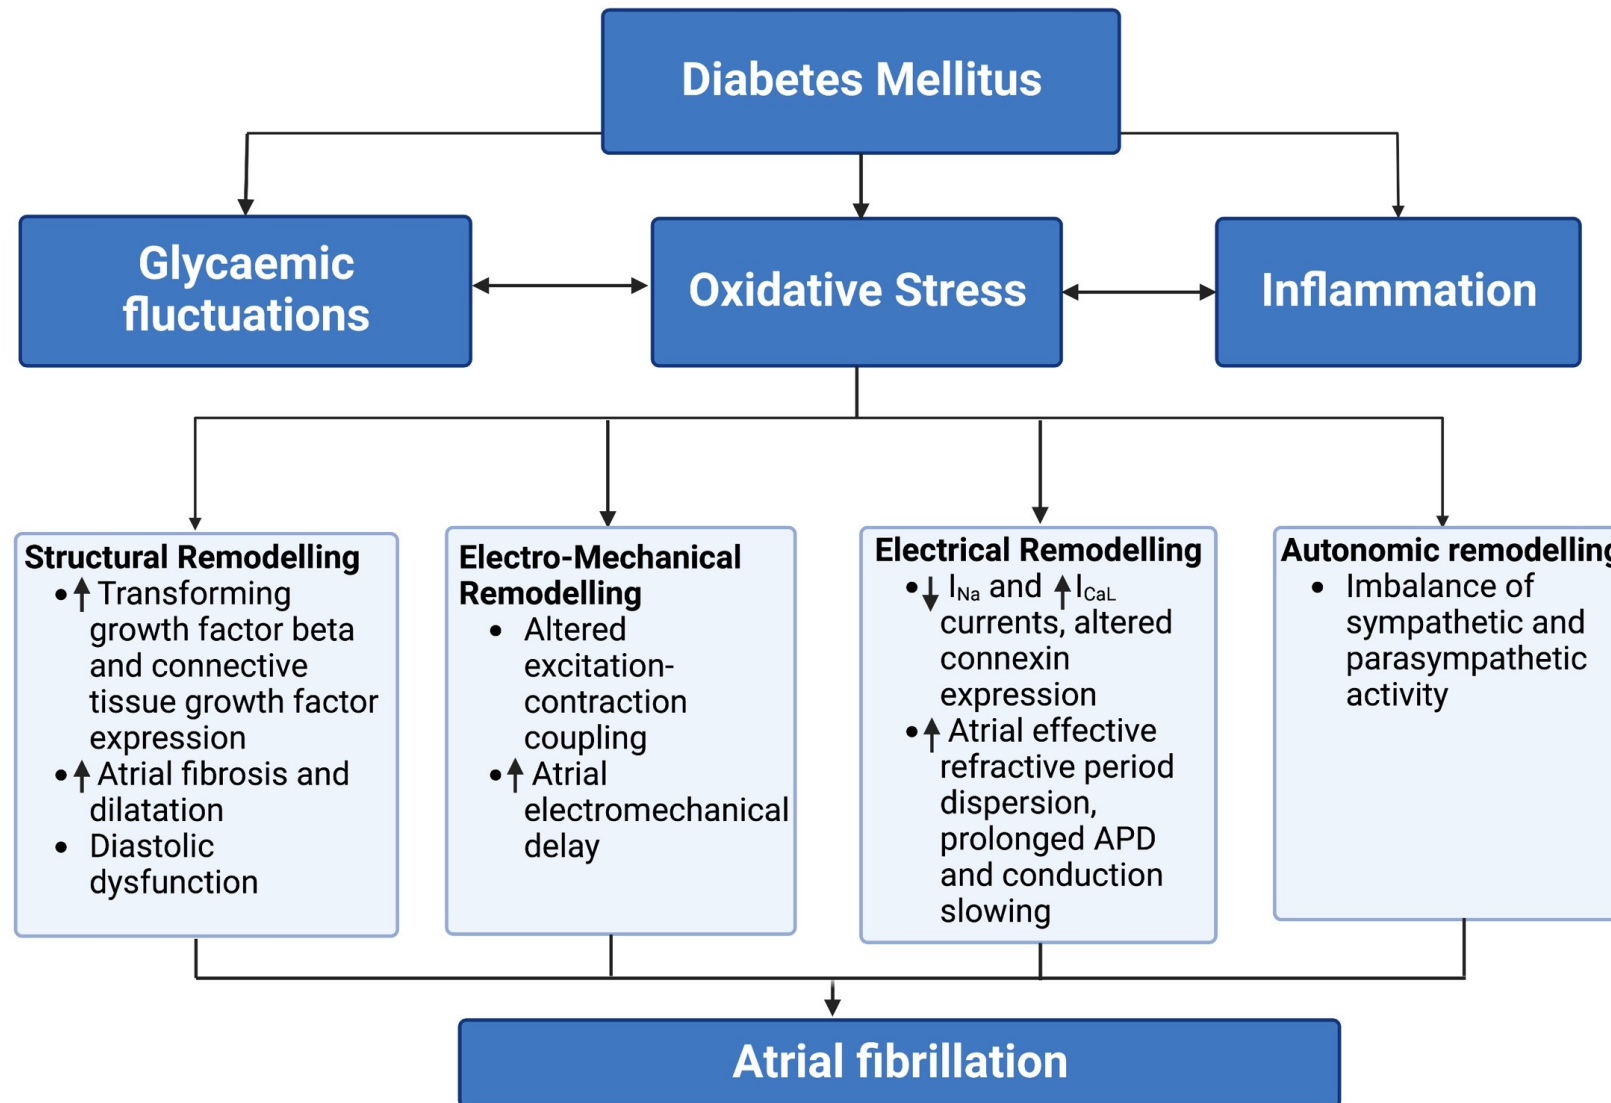 Diabetes Mellitus
Glycaemic
fluctuations
Oxidative Stress
Inflammation
Structural Remodelling
• ↑ Transforming
growth factor beta
and connective
tissue growth factor
expression
• ↑ Atrial fibrosis and
dilatation
• Diastolic
dysfunction
Electro-Mechanical
Remodelling
• Altered
excitation-
contraction
coupling
• ↑ Atrial
electromechanical
delay
Electrical Remodelling
• ↓ INa and ↑ ICaL
currents, altered
connexin
expression
• ↑ Atrial effective
refractive period
dispersion,
prolonged APD
and conduction
slowing
Autonomic remodelling
• Imbalance of
sympathetic and
parasympathetic
activity
Atrial fibrillation